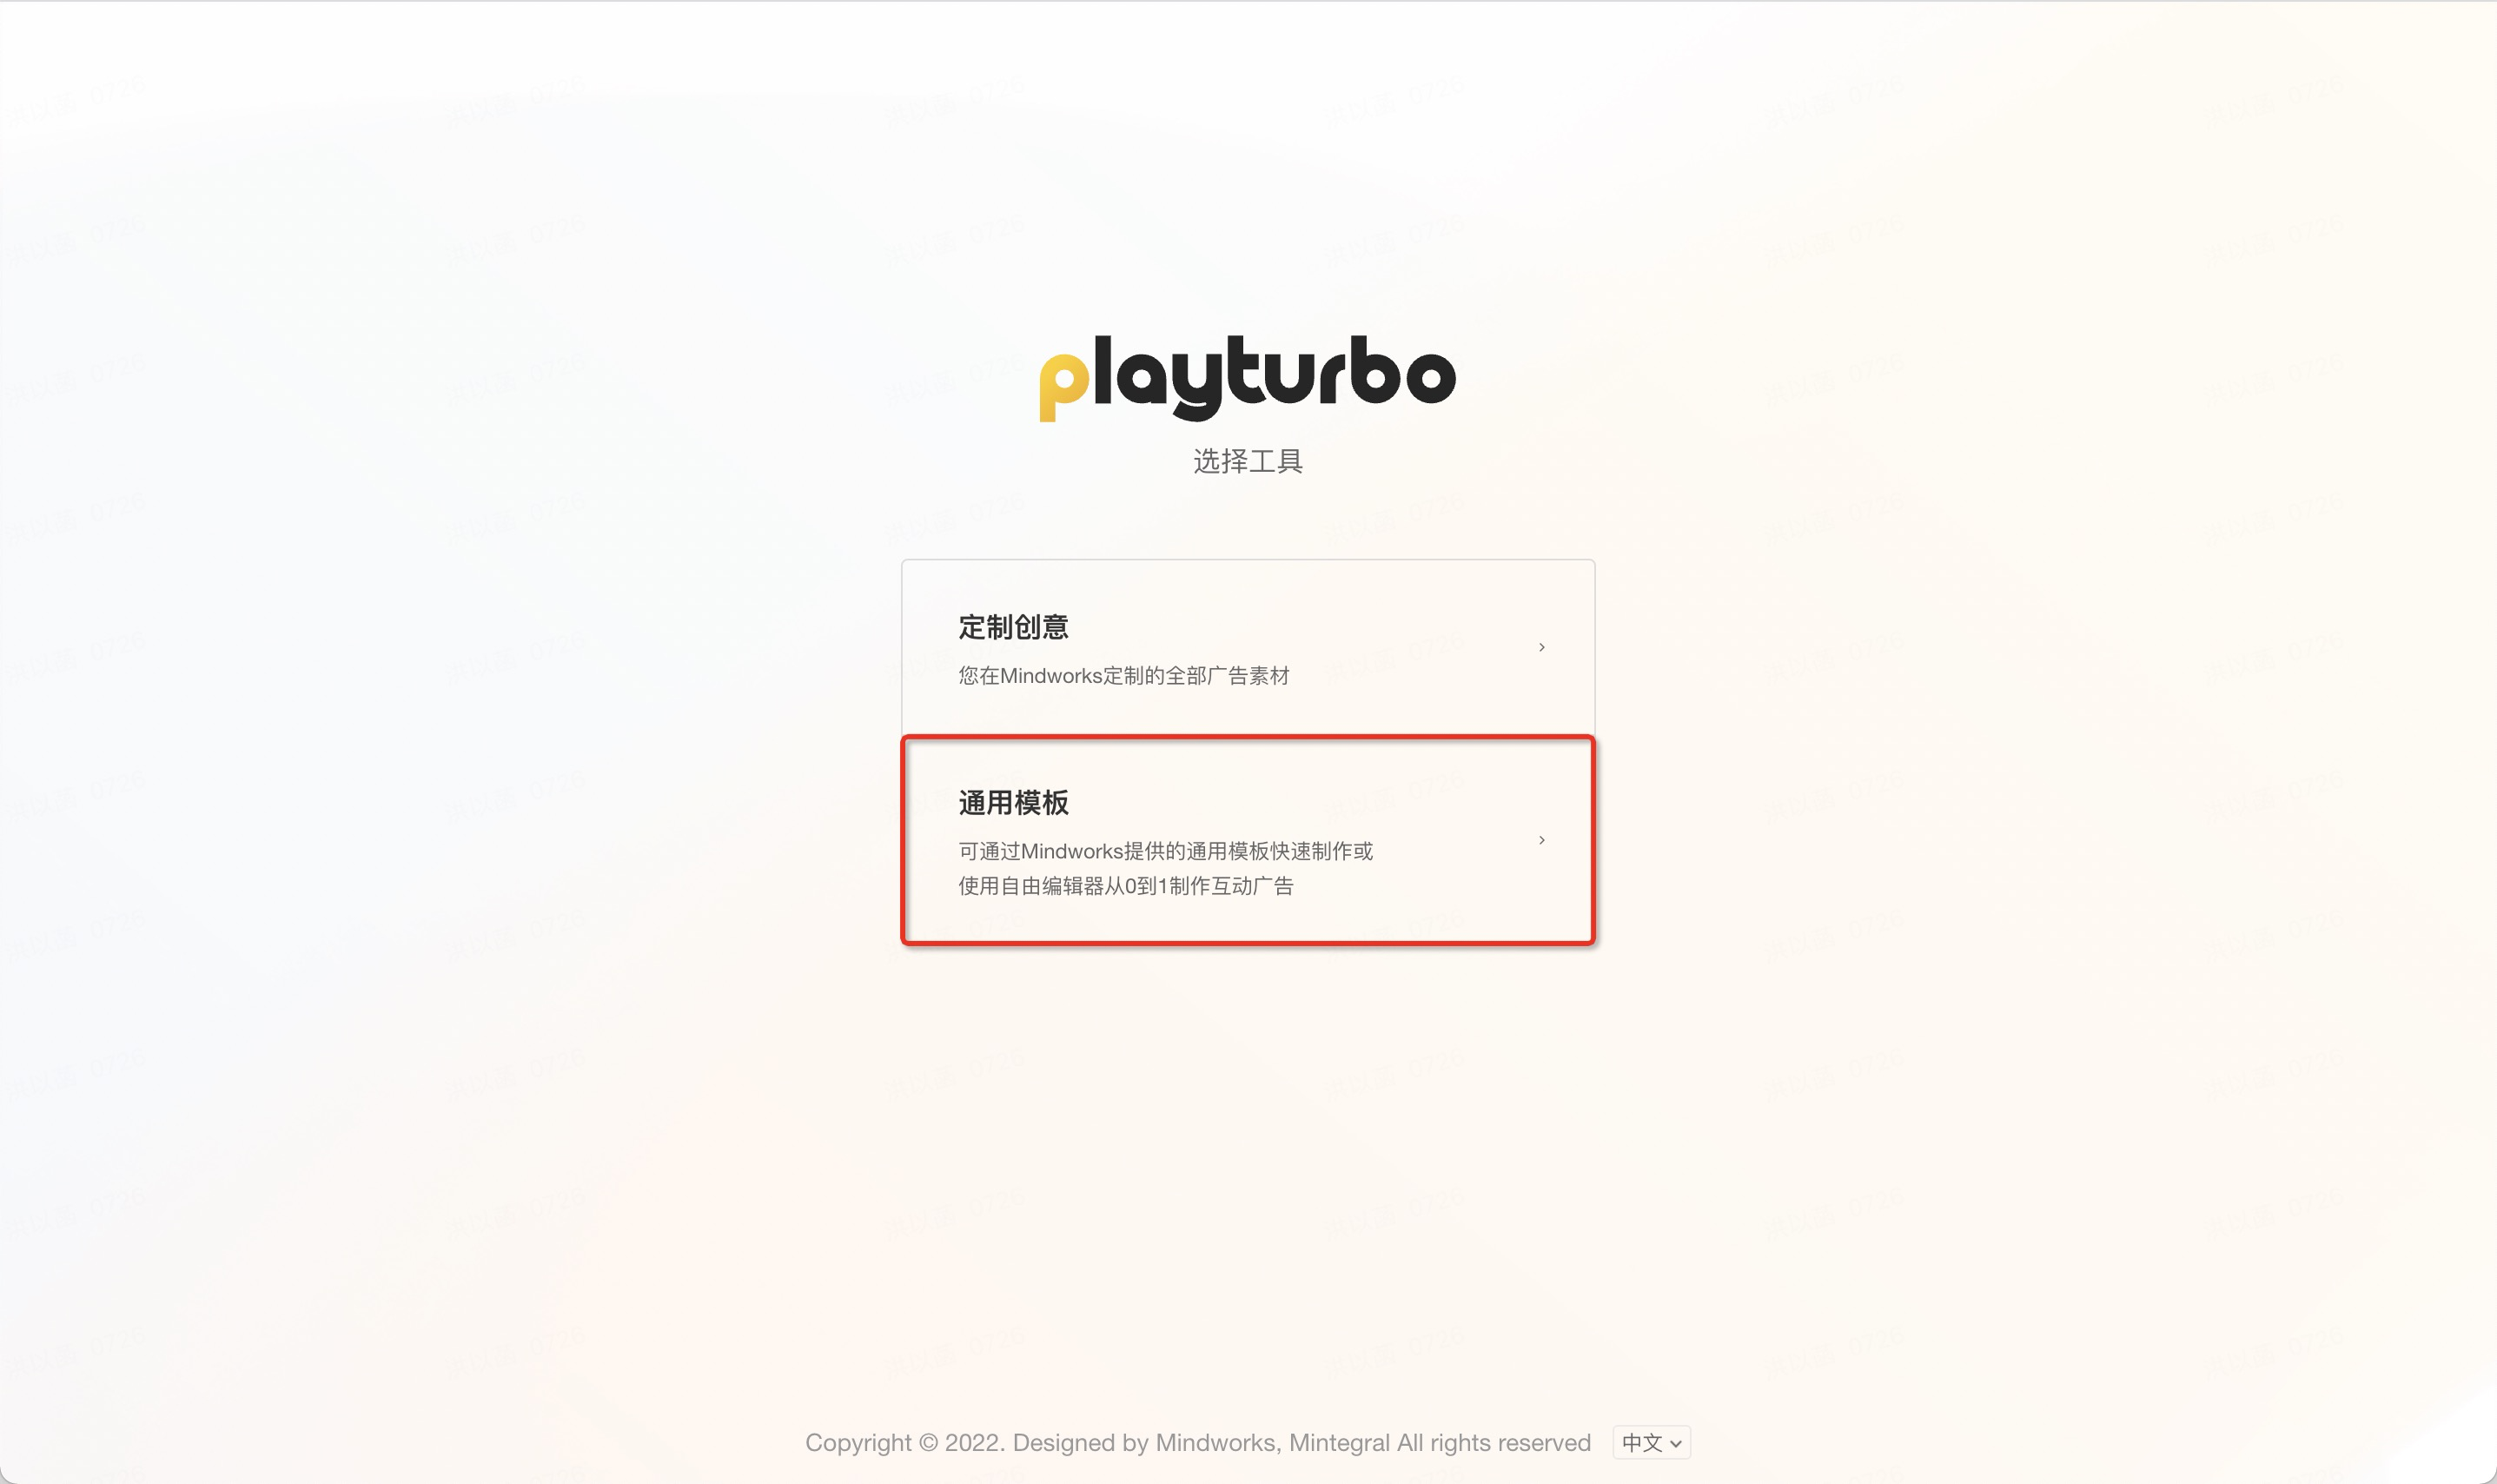 playturbo
选择工具
定制创意
您在Mindworks定制的全部广告素材
通用模板
可通过Mindworks提供的通用模板快速制作或
使用自由编辑器从0到1制作互动广告
Copyright © 2022. Designed by Mindworks, Mintegral All rights reserved
中文